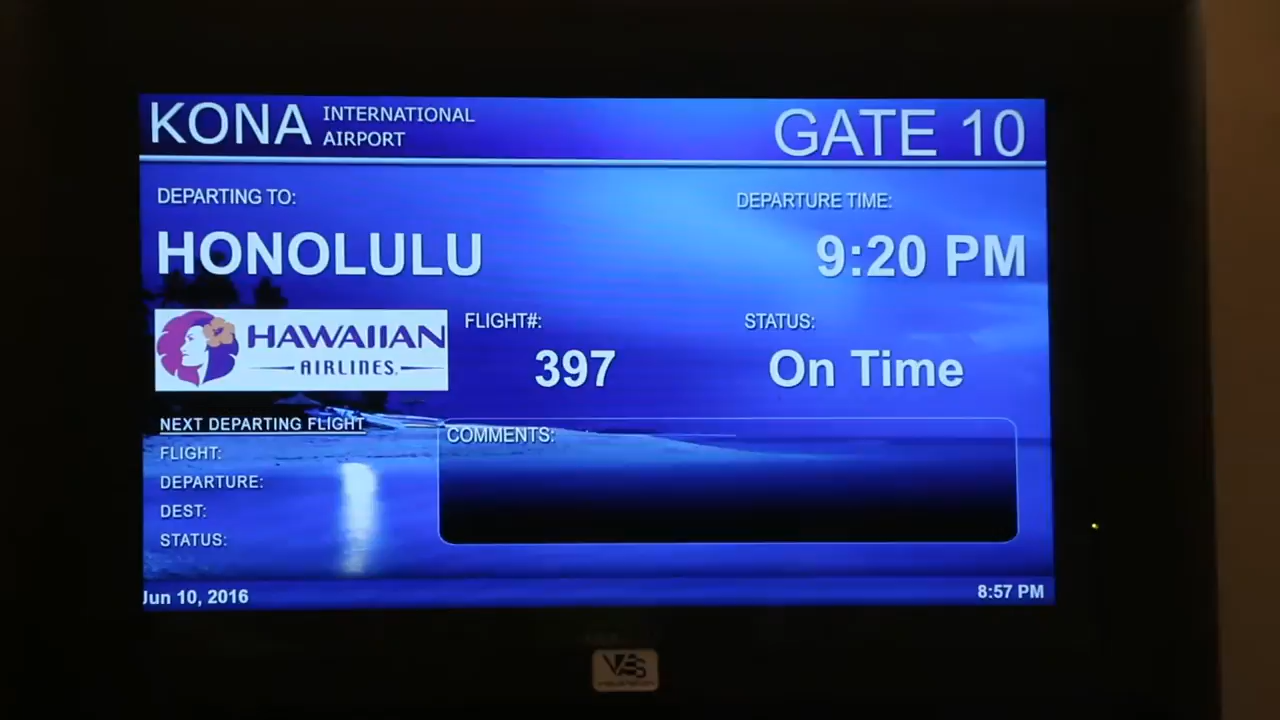 KONA INTERNATIONAL AIRPORT
GATE 10
DEPARTING TO:
DEPARTURE TIME:
HONOLULU
9:20 PM
HAWAIIAN
AIRLINES.
FLIGHT#:
397
STATUS:
On Time
NEXT DEPARTING FLIGHT
FLIGHT:
DEPARTURE:
DEST:
STATUS:
COMMENTS:
Jun 10, 2016
8:57 PM